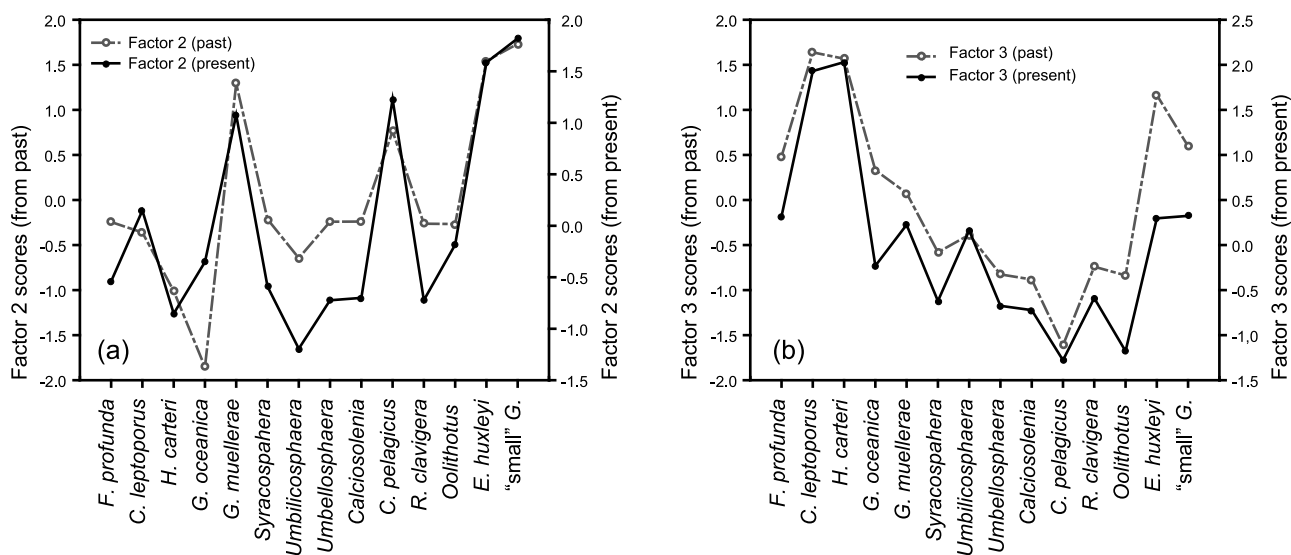 2.0
1.5
1.0
0.5
0.0
-0.5
-1.0
-1.5
-2.0
Factor 2 scores (from past)
Factor 2 (past)
Factor 2 (present)
(a)
2.0
1.5
1.0
0.5
0.0
-0.5
-1.0
-1.5
Factor 2 scores (from present)
F. profunda
C. leptoporus
H. carteri
G. oceanica
G. muellerae
Syracospahera
Umbilicosphaera
Umbellosphaera
Calciosolenia
C. pelagicus
R. clavigera
Oolithotus
E. huxleyi
“small” G.
2.0
1.5
1.0
0.5
0.0
-0.5
-1.0
-1.5
-2.0
Factor 3 scores (from past)
Factor 3 (past)
Factor 3 (present)
(b)
2.5
2.0
1.5
1.0
0.5
0.0
-0.5
-1.0
-1.5
Factor 3 scores (from present)
F. profunda
C. leptoporus
H. carteri
G. oceanica
G. muellerae
Syracospahera
Umbilicosphaera
Umbellosphaera
Calciosolenia
C. pelagicus
R. clavigera
Oolithotus
E. huxleyi
“small” G.